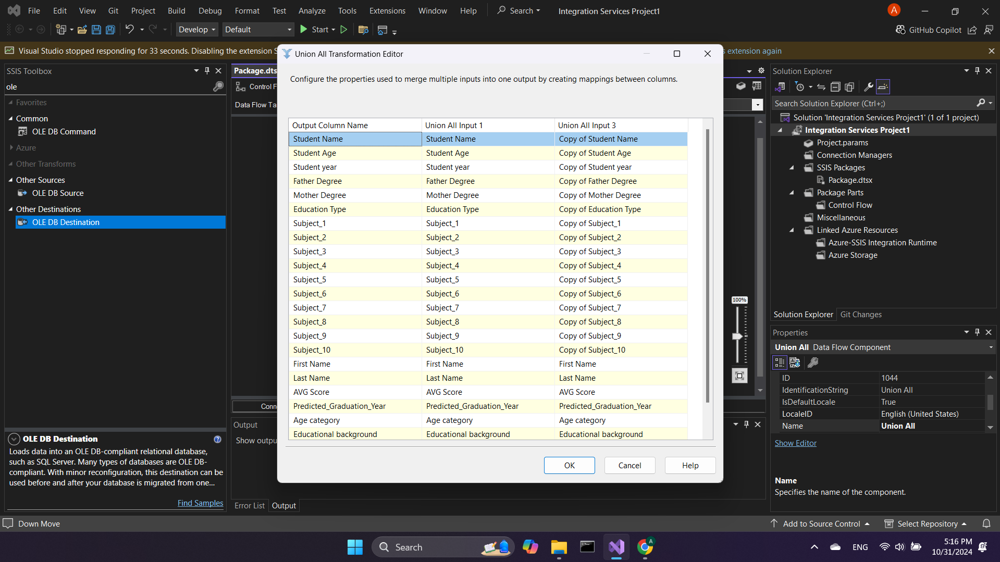 File Edit View Git Project Build Debug Format Test Analyze Tools Extensions Window Help Search Integration Services Project1
A
Develop Default Start GitHub Copilot
Visual Studio stopped responding for 33 seconds. Disabling the extension S
s extension again
SSIS Toolbox
ole
Favorites
Common
OLE DB Command
Azure
Other Transforms
Other Sources
OLE DB Source
Other Destinations
OLE DB Destination
OLE DB Destination
Loads data into an OLE DB-compliant relational database,
such as SQL Server. Many types of databases are OLE DB-
compliant. With minor reconfiguration, this destination can be
used before and after your database is migrated from one...
Find Samples
Package.dts
Control F
Data Flow Ta
100%
Conn
Output
Show outpu
Error List Output
Union All Transformation Editor
Configure the properties used to merge multiple inputs into one output by creating mappings between columns.
Output Column Name Union All Input 1 Union All Input 3
Student Name Student Name Copy of Student Name
Student Age Student Age Copy of Student Age
Student year Student year Copy of Student year
Father Degree Father Degree Copy of Father Degree
Mother Degree Mother Degree Copy of Mother Degree
Education Type Education Type Copy of Education Type
Subject_1 Subject_1 Copy of Subject_1
Subject_2 Subject_2 Copy of Subject_2
Subject_3 Subject_3 Copy of Subject_3
Subject_4 Subject_4 Copy of Subject_4
Subject_5 Subject_5 Copy of Subject_5
Subject_6 Subject_6 Copy of Subject_6
Subject_7 Subject_7 Copy of Subject_7
Subject_8 Subject_8 Copy of Subject_8
Subject_9 Subject_9 Copy of Subject_9
Subject_10 Subject_10 Copy of Subject_10
First Name First Name First Name
Last Name Last Name Last Name
AVG Score AVG Score AVG Score
Predicted_Graduation_Year Predicted_Graduation_Year Predicted_Graduation_Year
Age category Age category Age category
Educational background Educational background Educational background
OK Cancel Help
Solution Explorer
Search Solution Explorer (Ctrl+;)
Solution 'Integration Services Project1' (1 of 1 project)
Integration Services Project1
Project.params
Connection Managers
SSIS Packages
Package.dtsx
Package Parts
Control Flow
Miscellaneous
Linked Azure Resources
Azure-SSIS Integration Runtime
Azure Storage
Solution Explorer Git Changes
Properties
Union All Data Flow Component
ID 1044
IdentificationString Union All
IsDefaultLocale True
LocaleID English (United States)
Name Union All
Show Editor
Name
Specifies the name of the component.
Down Move Add to Source Control Select Repository
Search A ENG 5:16 PM
10/31/2024